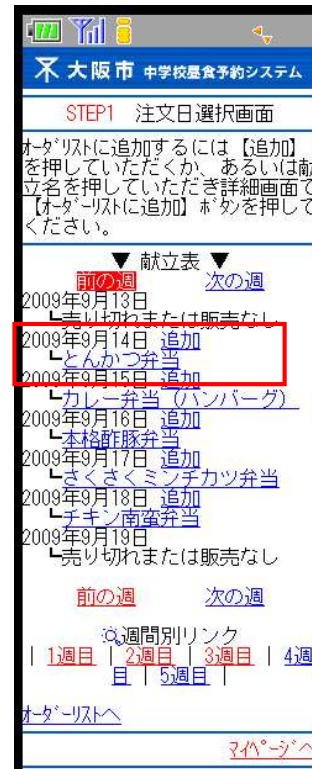 大阪市 中学校昼食予約システム
STEP1 注文日選択画面
ｵｰﾀﾞﾘｽﾄに追加するには【追加】
を押していただくか、あるいは献
立名を押していただき詳細画面で
【ｵｰﾀﾞｰﾘｽﾄに追加】ﾎﾞﾀﾝを押して
ください。
▼ 献立表 ▼
前の週 次の週
2009年9月13日
┗売り切れまたは販売なし
2009年9月14日 追加
┗とんかつ弁当
2009年9月15日 追加
┗カレー弁当（ハンバーグ）
2009年9月16日 追加
┗本格酢豚弁当
2009年9月17日 追加
┗さくさくミンチカツ弁当
2009年9月18日 追加
┗チキン南蛮弁当
2009年9月19日
┗売り切れまたは販売なし
前の週 次の週
週間別リンク
| 1週目 | 2週目 | 3週目 | 4週
目 | 5週目 |
ｵｰﾀﾞｰﾘｽﾄへ
ﾏｲﾍﾟｰｼﾞへ